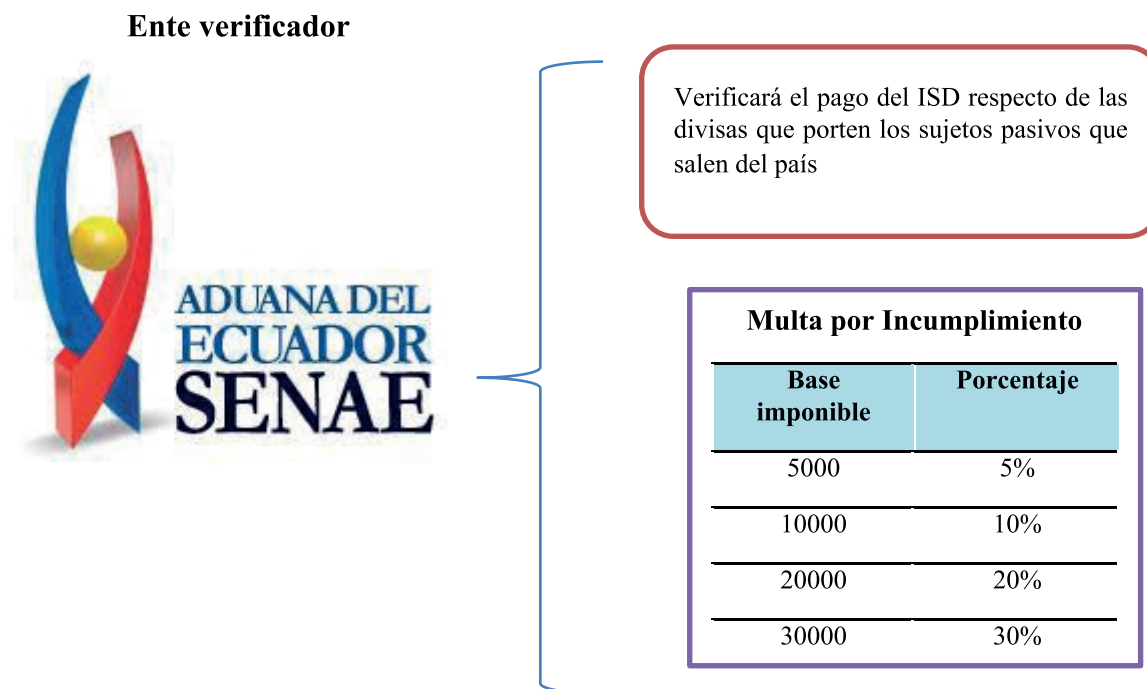 Ente verificador
ADUANA DEL
ECUADOR
SENAE
Verificará el pago del ISD respecto de las
divisas que porten los sujetos pasivos que
salen del país
Multa por Incumplimiento
Base imponible Porcentaje
5000 5%
10000 10%
20000 20%
30000 30%